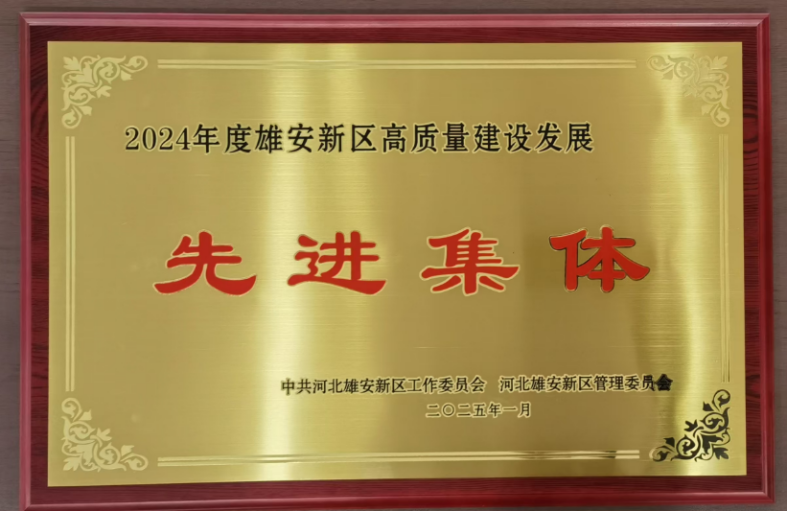 2024年度雄安新区高质量建设发展
先进集体
中共河北雄安新区工作委员会 河北雄安新区管理委员会
二〇二五年一月